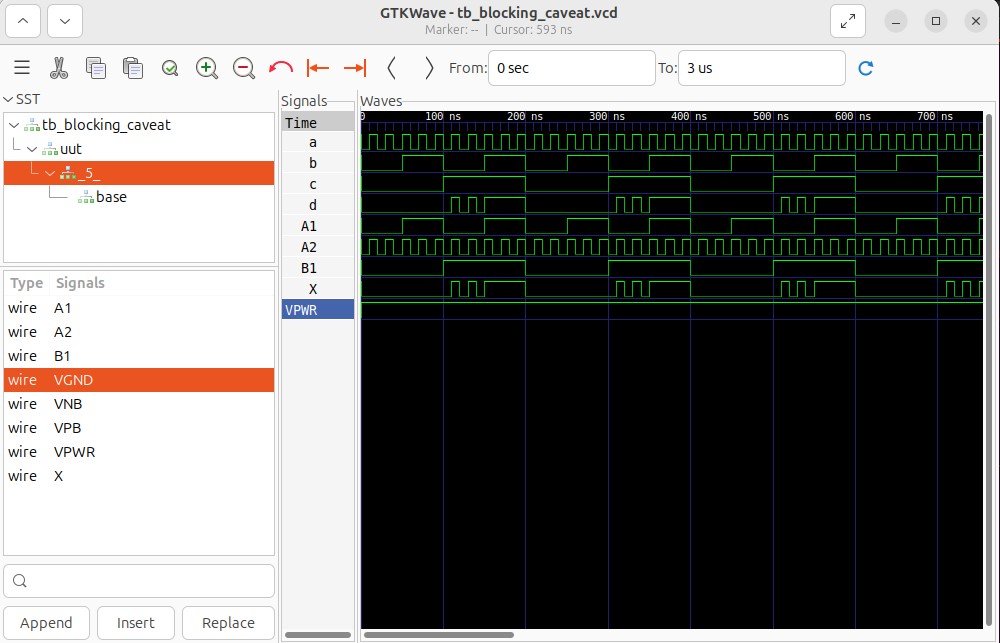 GTKWave - tb_blocking_caveat.vcd
Marker: -- | Cursor: 593 ns
From: 0 sec To: 3 us
SST
tb_blocking_caveat
uut
_5_
base
Type Signals
wire A1
wire A2
wire B1
wire VGND
wire VNB
wire VPB
wire VPWR
wire X
Append Insert Replace
Signals
Time
a
b
c
d
A1
A2
B1
X
VPWR
Waves
0 100 ns 200 ns 300 ns 400 ns 500 ns 600 ns 700 ns